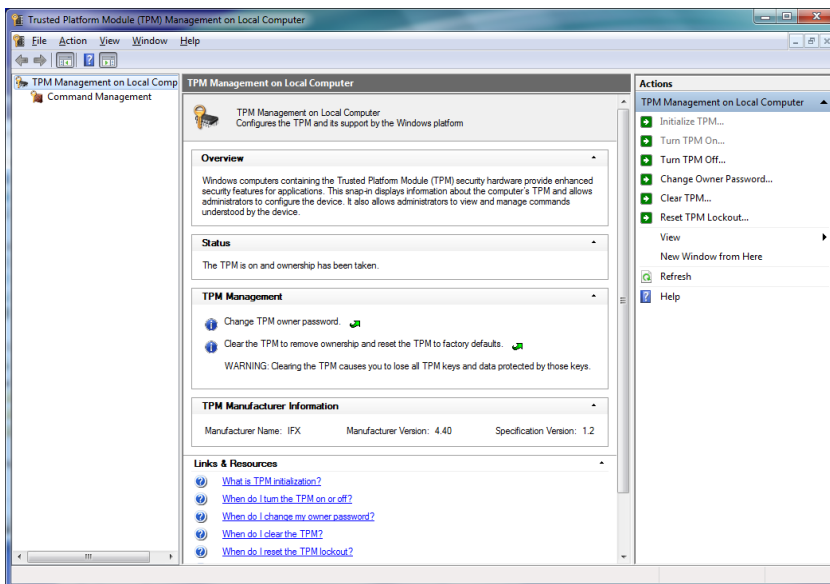 Trusted Platform Module (TPM) Management on Local Computer
File Action View Window Help
TPM Management on Local Comp
Command Management
TPM Management on Local Computer
TPM Management on Local Computer
Configures the TPM and its support by the Windows platform
Overview
Windows computers containing the Trusted Platform Module (TPM) security hardware provide enhanced
security features for applications. This snap-in displays information about the computer's TPM and allows
administrators to configure the device. It also allows administrators to view and manage commands
understood by the device.
Status
The TPM is on and ownership has been taken.
TPM Management
Change TPM owner password.
Clear the TPM to remove ownership and reset the TPM to factory defaults.
WARNING: Clearing the TPM causes you to lose all TPM keys and data protected by those keys.
TPM Manufacturer Information
Manufacturer Name: IFX Manufacturer Version: 4.40 Specification Version: 1.2
Links & Resources
What is TPM initialization?
When do I turn the TPM on or off?
When do I change my owner password?
When do I clear the TPM?
When do I reset the TPM lockout?
Actions
TPM Management on Local Computer
Initialize TPM...
Turn TPM On...
Turn TPM Off...
Change Owner Password...
Clear TPM...
Reset TPM Lockout...
View
New Window from Here
Refresh
Help